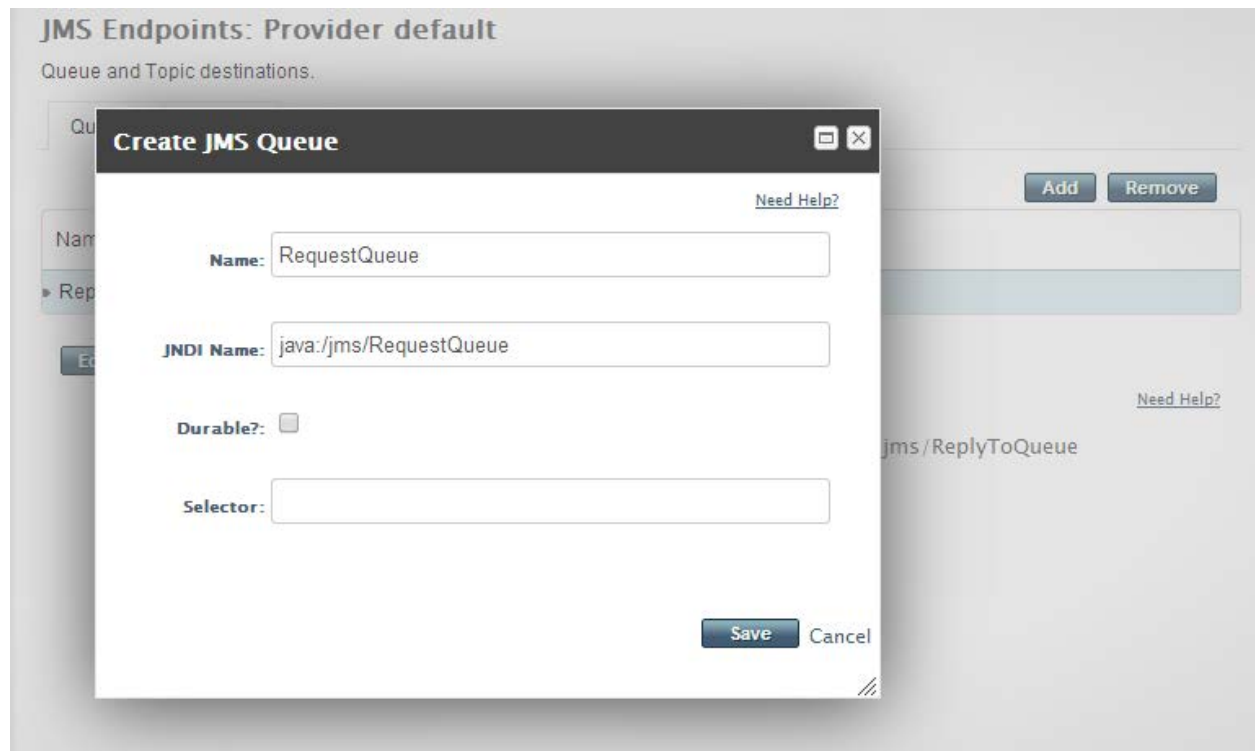 JMS Endpoints: Provider default
Queue and Topic destinations.
Create JMS Queue
Need Help?
Add Remove
Name: RequestQueue
JNDI Name: java:/jms/RequestQueue
Durable?:
Need Help?
jms/ReplyToQueue
Selector:
Save Cancel